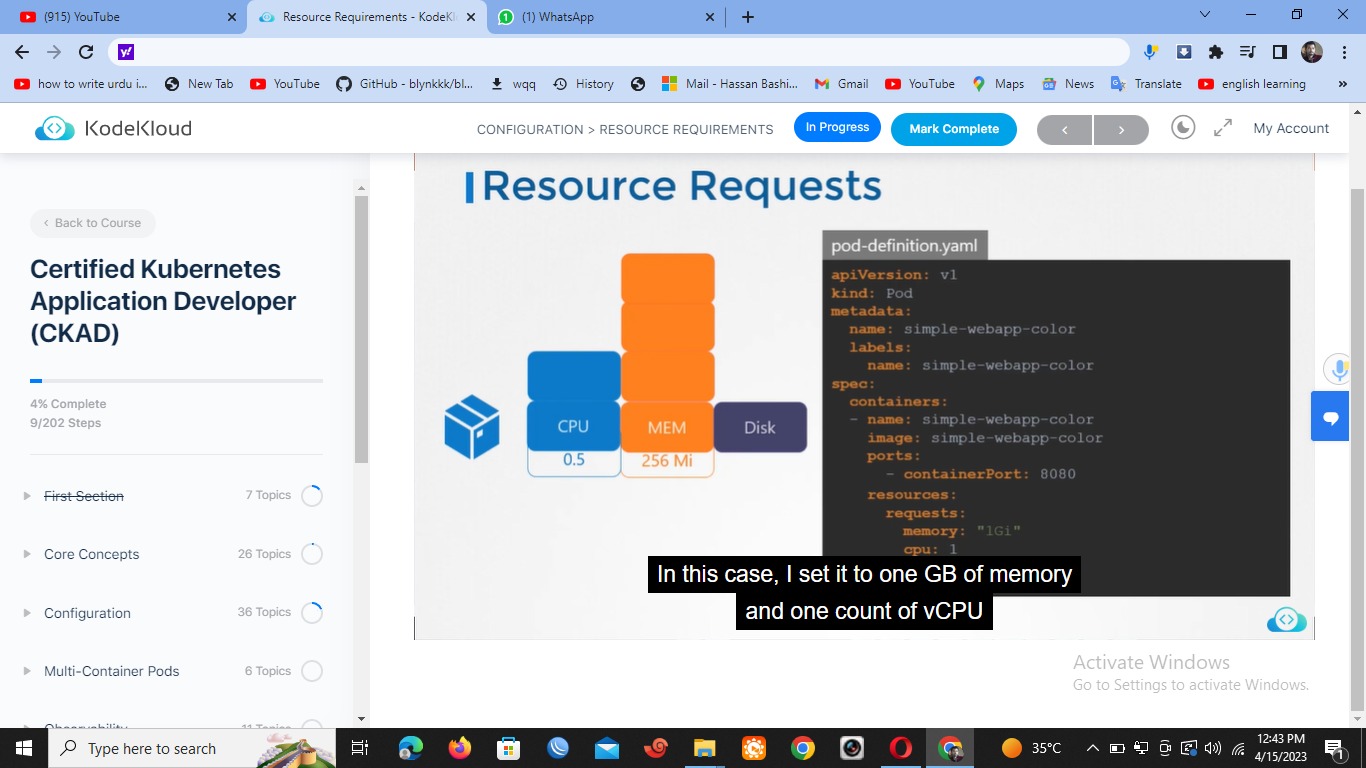 (915) YouTube
Resource Requirements - KodeKl
(1) WhatsApp
y!
how to write urdu i...
New Tab
YouTube
GitHub - blynkkk/bl...
wqq
History
Mail - Hassan Bashi...
Gmail
YouTube
Maps
News
Translate
english learning
»
KodeKloud
CONFIGURATION > RESOURCE REQUIREMENTS
In Progress
Mark Complete
My Account
Back to Course
Certified Kubernetes
Application Developer
(CKAD)
4% Complete
9/202 Steps
First Section
7 Topics
Core Concepts
26 Topics
Configuration
36 Topics
Multi-Container Pods
6 Topics
Observability
11 Topics
Resource Requests
CPU
MEM
Disk
0.5
256 Mi
pod-definition.yaml
apiVersion: v1
kind: Pod
metadata:
  name: simple-webapp-color
  labels:
    name: simple-webapp-color
spec:
  containers:
  - name: simple-webapp-color
    image: simple-webapp-color
    ports:
      - containerPort: 8080
    resources:
      requests:
        memory: "1Gi"
        cpu: 1
In this case, I set it to one GB of memory
and one count of vCPU
Activate Windows
Go to Settings to activate Windows.
Type here to search
35°C
12:43 PM
4/15/2023
1